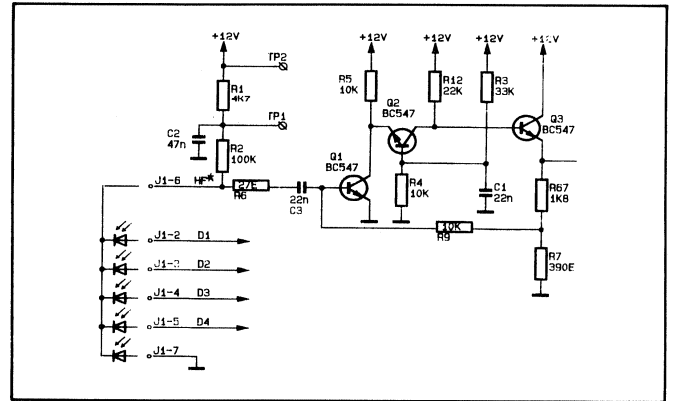 +12V
+12V
+12V
+12V
+12V
TP2
R1
4K7
TP1
C2
47n
R2
100K
R5
10K
Q2
BC547
R12
22K
R3
33K
Q3
BC547
Q1
BC547
J1-6 HF*
27E
R6
22n
C3
R4
10K
C1
22n
R67
1K8
10K
R9
R7
390E
J1-2 D1
J1-3 D2
J1-4 D3
J1-5 D4
J1-7